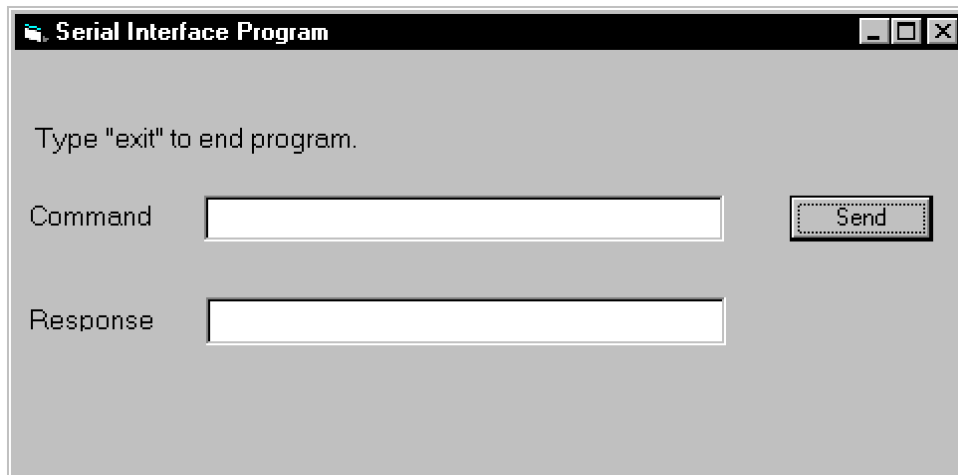 Serial Interface Program
Type "exit" to end program.
Command
Send
Response